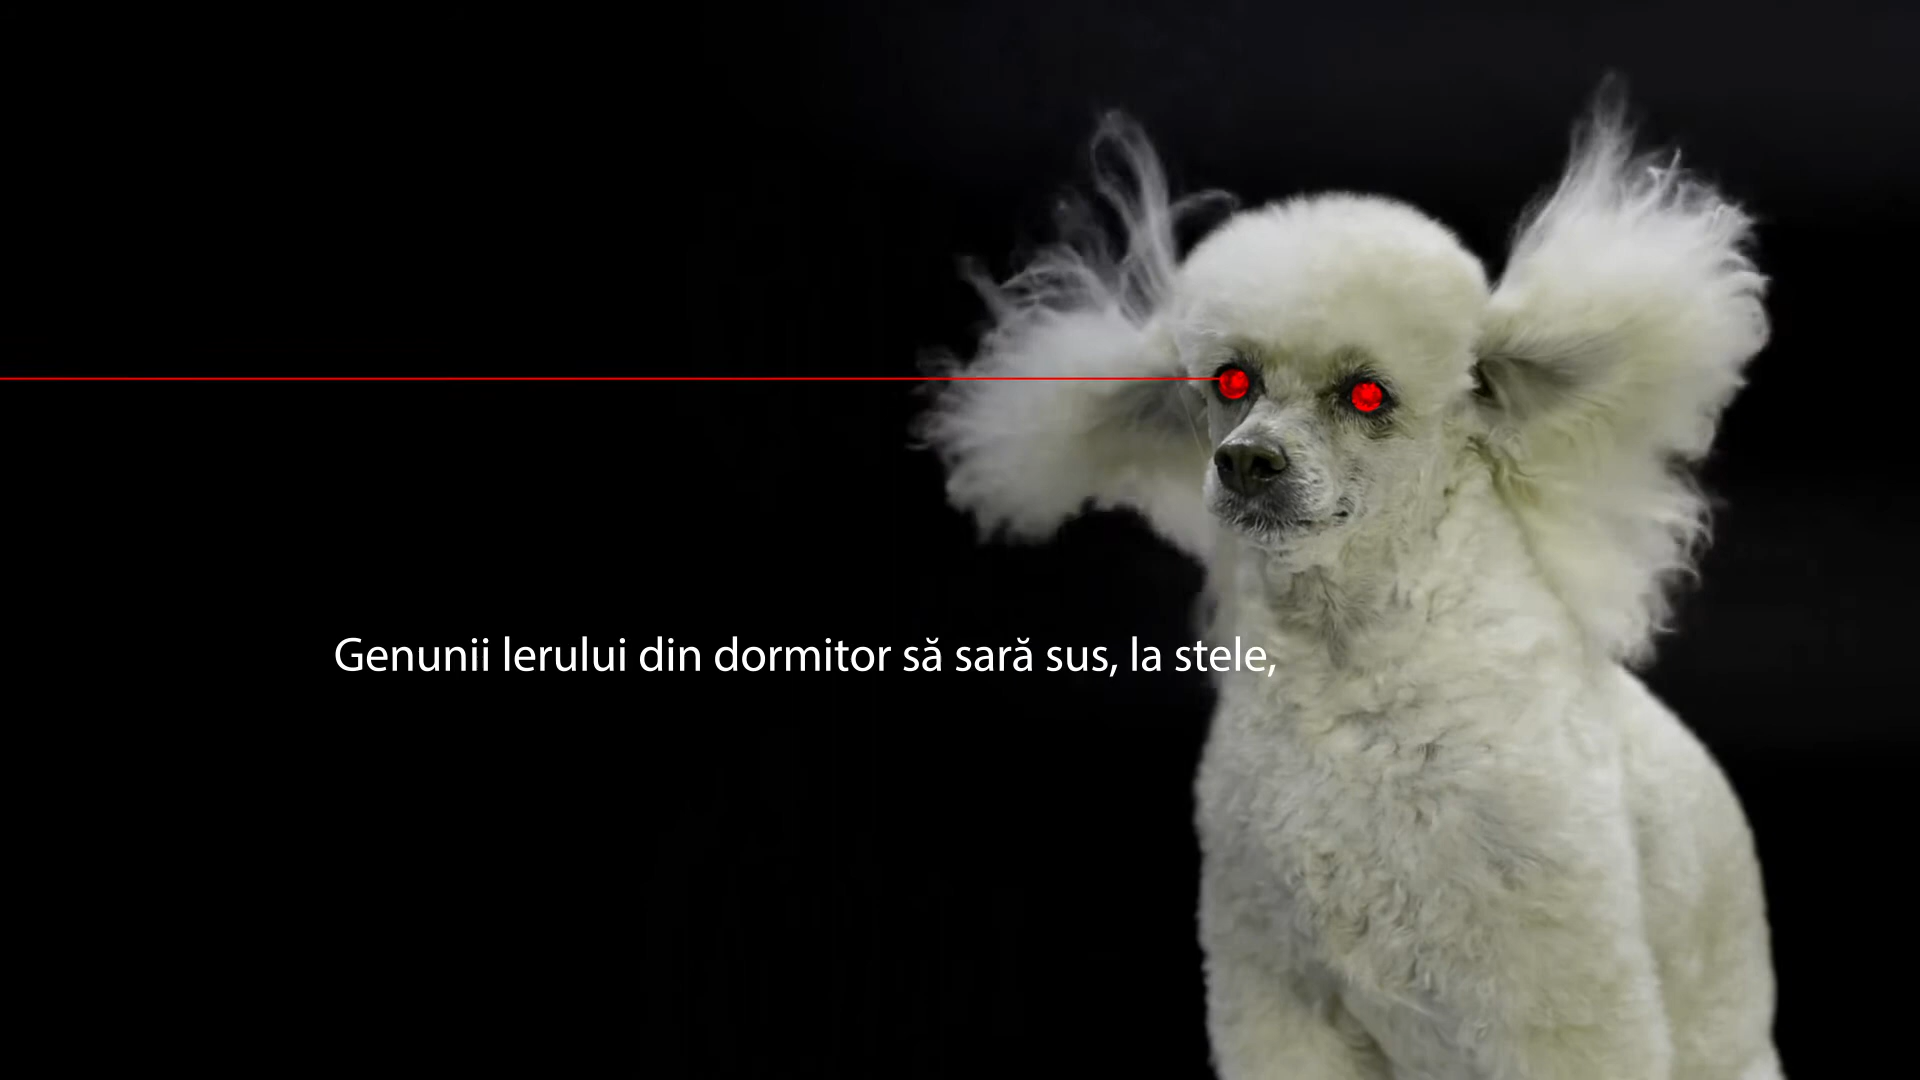 Genunii lerului din dormitor să sară sus, la stele,